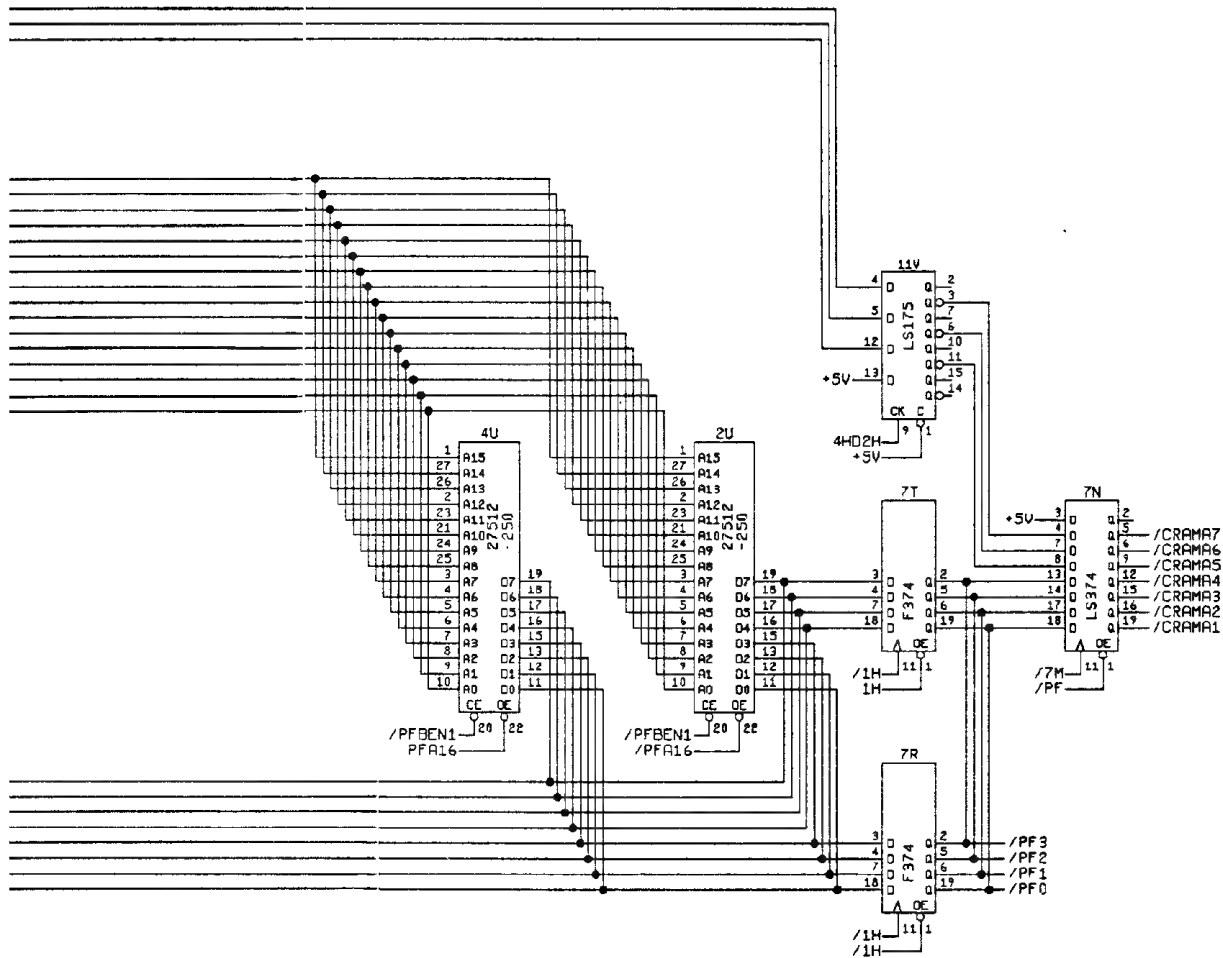 11V
4 D Q 2
Q 3
5 D Q 7
LS175
Q 6
12 D Q 10
Q 11
+5V 13 D Q 15
Q 14
CK C
4HD2H 9 1
+5V
4U
1 A15
27 A14
26 A13
2 A12
23 A11
21 A10
24 A9
25 A8
3 A7 D7 19
4 A6 D6 18
5 A5 D5 17
6 A4 D4 16
7 A3 D3 15
8 A2 D2 13
9 A1 D1 12
10 A0 D0 11
27512
-250
CE OE
/PFBEN1 20 22
PFA16
2U
1 A15
27 A14
26 A13
2 A12
23 A11
21 A10
24 A9
25 A8
3 A7 D7 19
4 A6 D6 18
5 A5 D5 17
6 A4 D4 16
7 A3 D3 15
8 A2 D2 13
9 A1 D1 12
10 A0 D0 11
27512
-250
CE OE
/PFBEN1 20 22
/PFA16
7T
3 D Q 2
4 D Q 5
7 D Q 6
18 D Q 19
F374
OE
/1H 11 1
1H
7N
+5V 3 D Q 2
4 D Q 5 /CRAMA7
7 D Q 6 /CRAMA6
8 D Q 9 /CRAMA5
13 D Q 12 /CRAMA4
14 D Q 15 /CRAMA3
17 D Q 16 /CRAMA2
18 D Q 19 /CRAMA1
LS374
OE
/7M 11 1
/PF
7R
3 D Q 2 /PF3
4 D Q 5 /PF2
7 D Q 6 /PF1
18 D Q 19 /PF0
F374
OE
/1H 11 1
/1H